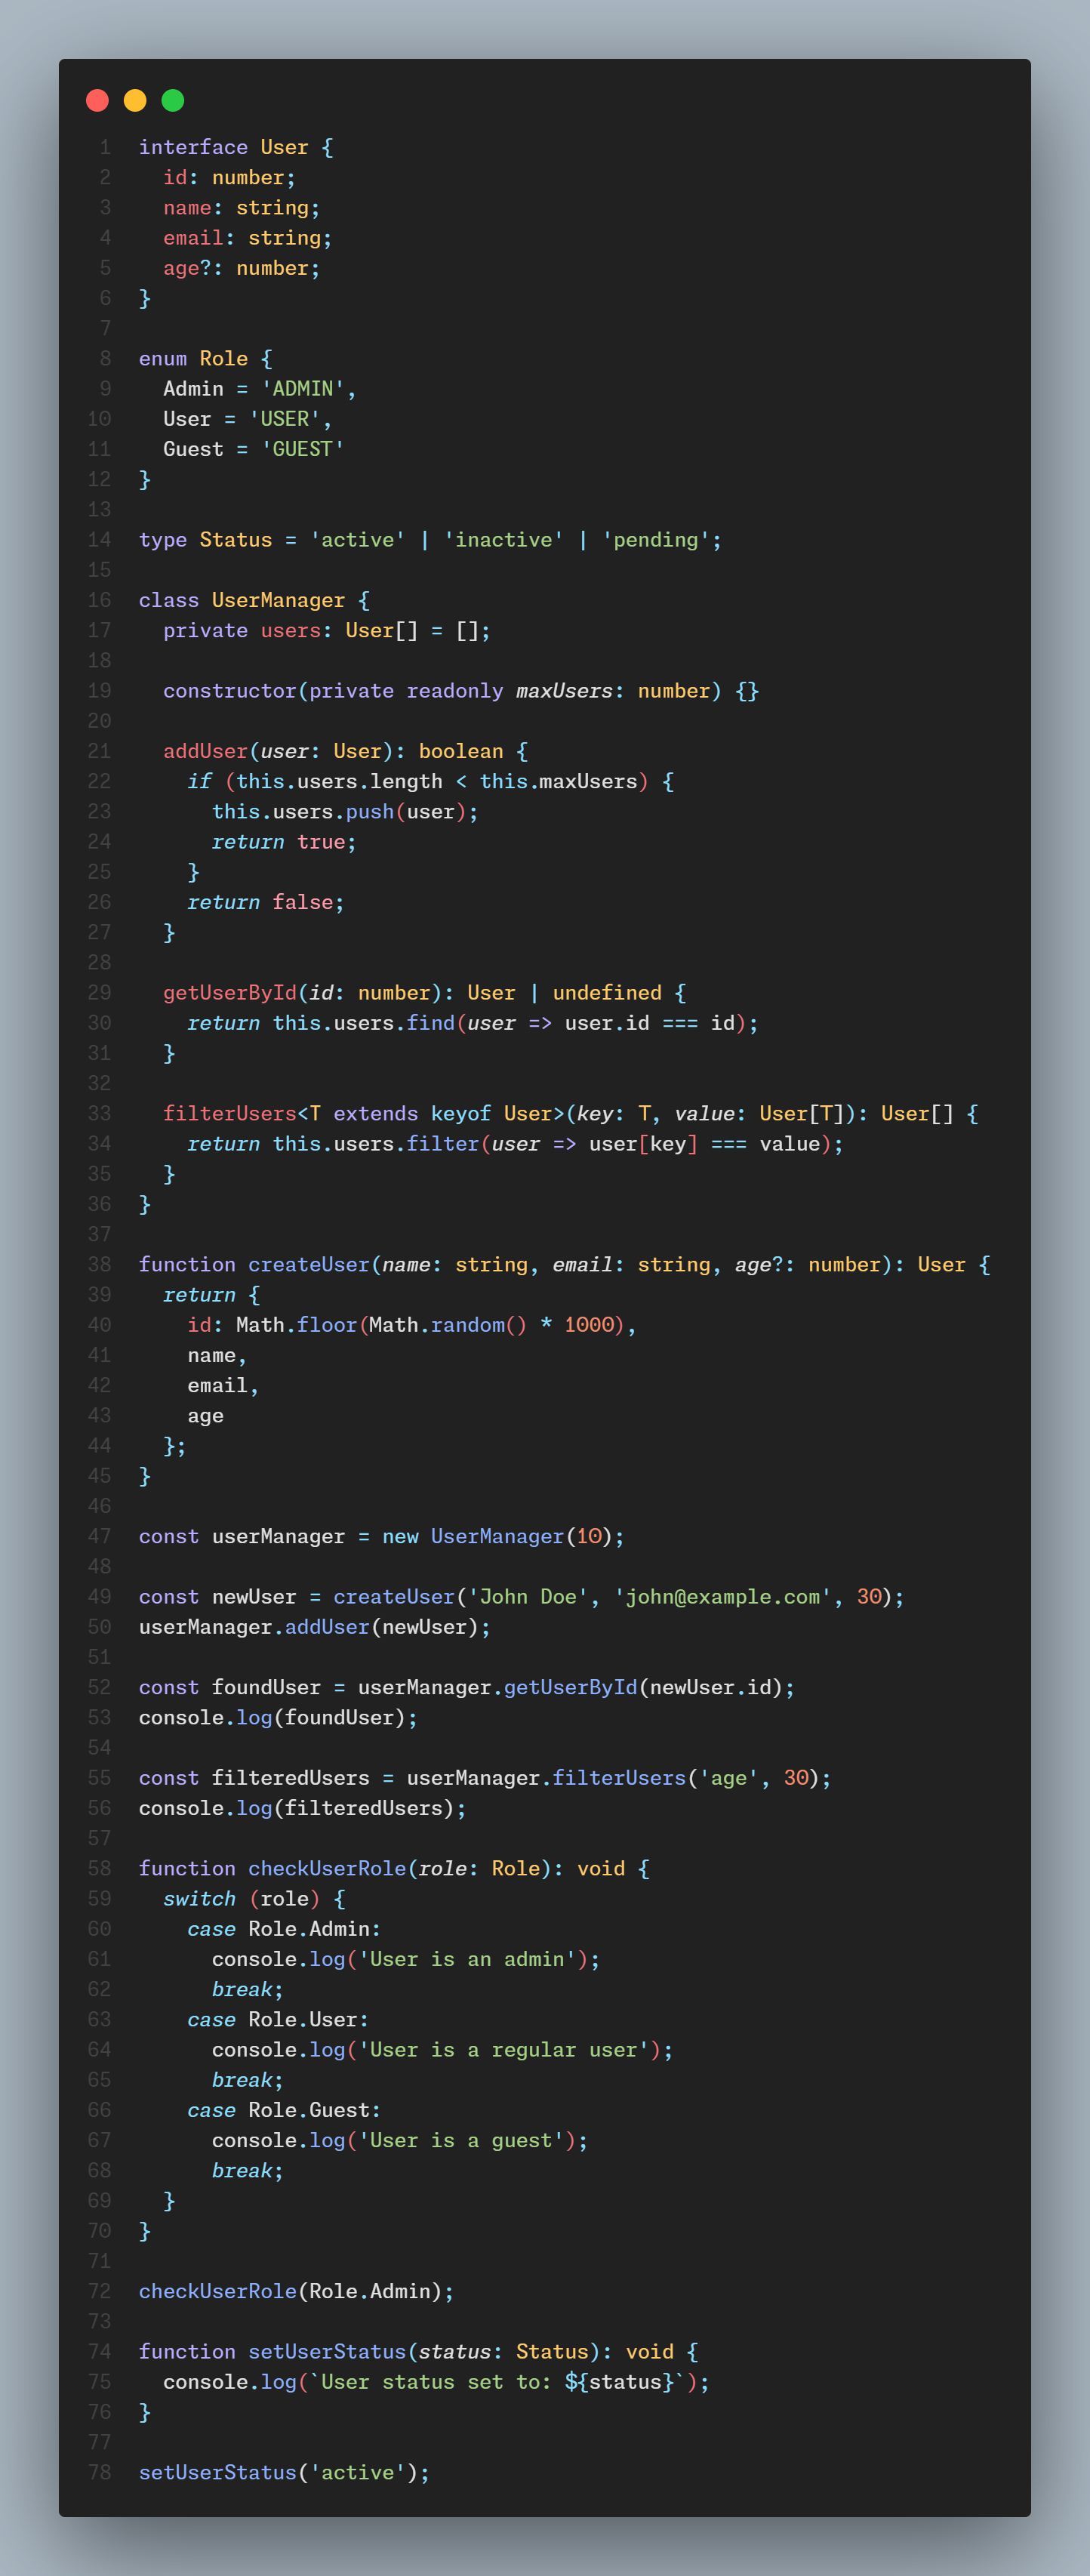 1 interface User {
2   id: number;
3   name: string;
4   email: string;
5   age?: number;
6 }
7
8 enum Role {
9   Admin = 'ADMIN',
10   User = 'USER',
11   Guest = 'GUEST'
12 }
13
14 type Status = 'active' | 'inactive' | 'pending';
15
16 class UserManager {
17   private users: User[] = [];
18
19   constructor(private readonly maxUsers: number) {}
20
21   addUser(user: User): boolean {
22     if (this.users.length < this.maxUsers) {
23       this.users.push(user);
24       return true;
25     }
26     return false;
27   }
28
29   getUserById(id: number): User | undefined {
30     return this.users.find(user => user.id === id);
31   }
32
33   filterUsers<T extends keyof User>(key: T, value: User[T]): User[] {
34     return this.users.filter(user => user[key] === value);
35   }
36 }
37
38 function createUser(name: string, email: string, age?: number): User {
39   return {
40     id: Math.floor(Math.random() * 1000),
41     name,
42     email,
43     age
44   };
45 }
46
47 const userManager = new UserManager(10);
48
49 const newUser = createUser('John Doe', 'john@example.com', 30);
50 userManager.addUser(newUser);
51
52 const foundUser = userManager.getUserById(newUser.id);
53 console.log(foundUser);
54
55 const filteredUsers = userManager.filterUsers('age', 30);
56 console.log(filteredUsers);
57
58 function checkUserRole(role: Role): void {
59   switch (role) {
60     case Role.Admin:
61       console.log('User is an admin');
62       break;
63     case Role.User:
64       console.log('User is a regular user');
65       break;
66     case Role.Guest:
67       console.log('User is a guest');
68       break;
69   }
70 }
71
72 checkUserRole(Role.Admin);
73
74 function setUserStatus(status: Status): void {
75   console.log(`User status set to: ${status}`);
76 }
77
78 setUserStatus('active');